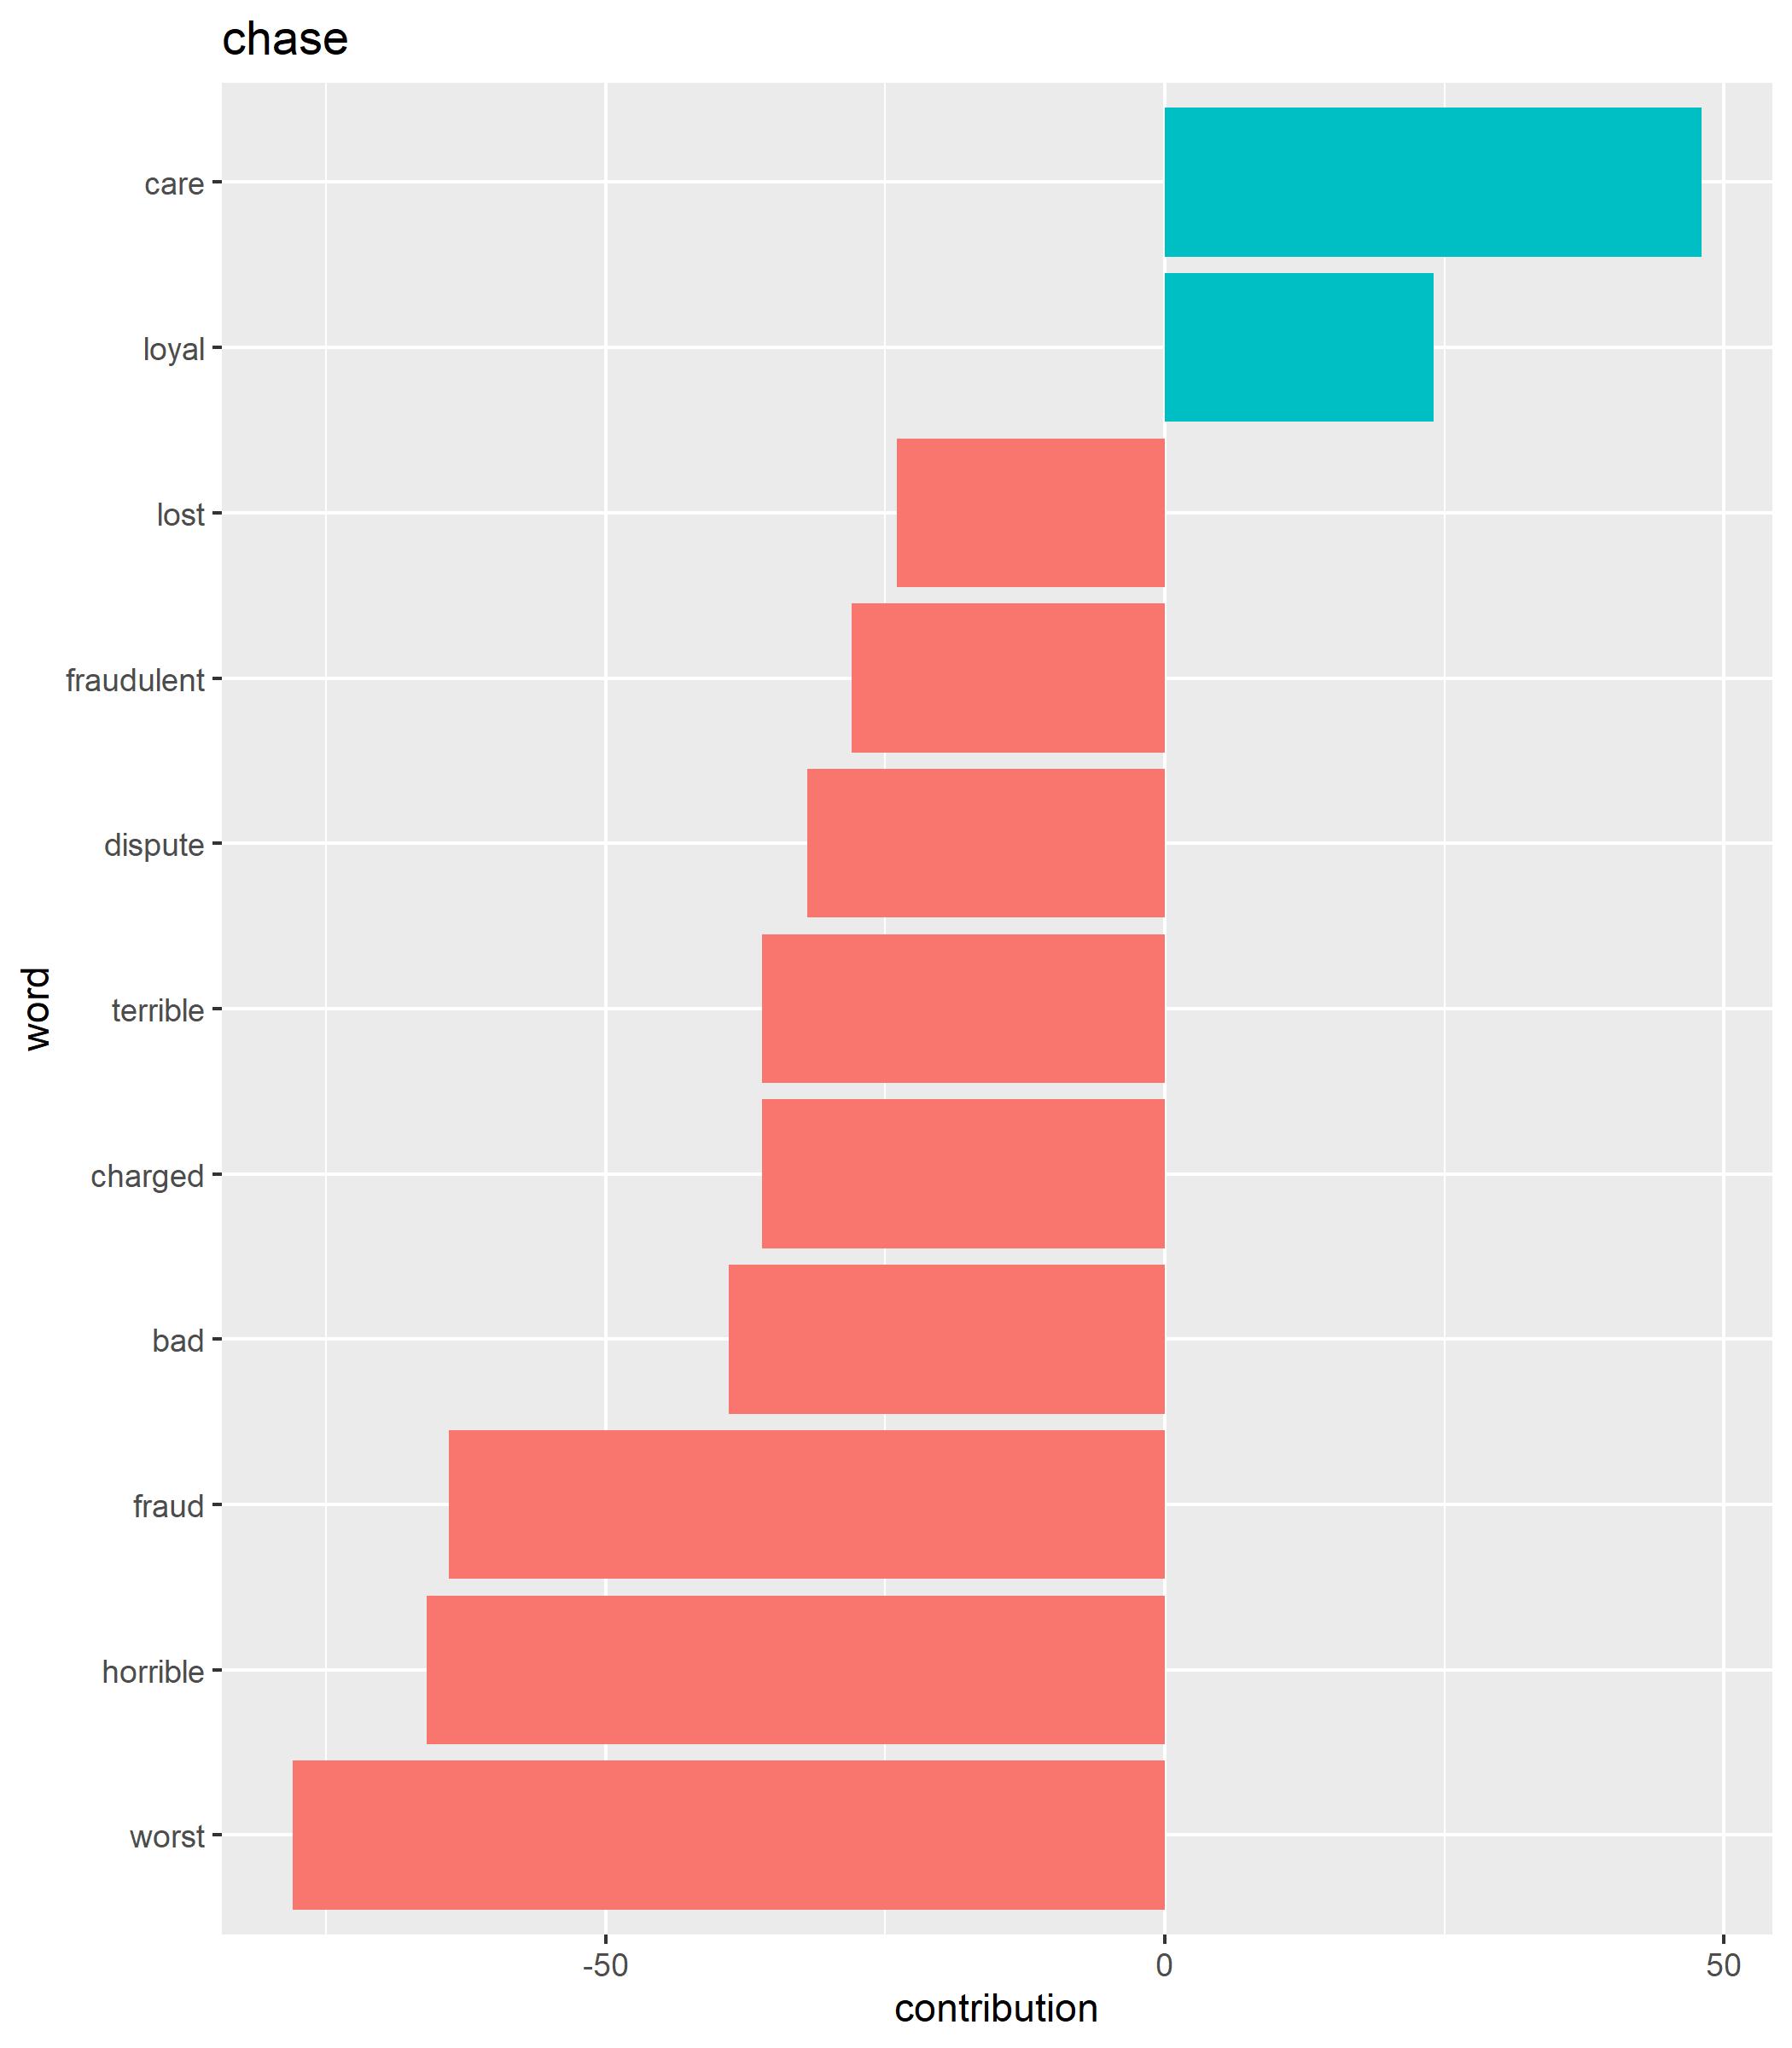 chase
word
care
loyal
lost
fraudulent
dispute
terrible
charged
bad
fraud
horrible
worst
-50 0 50
contribution